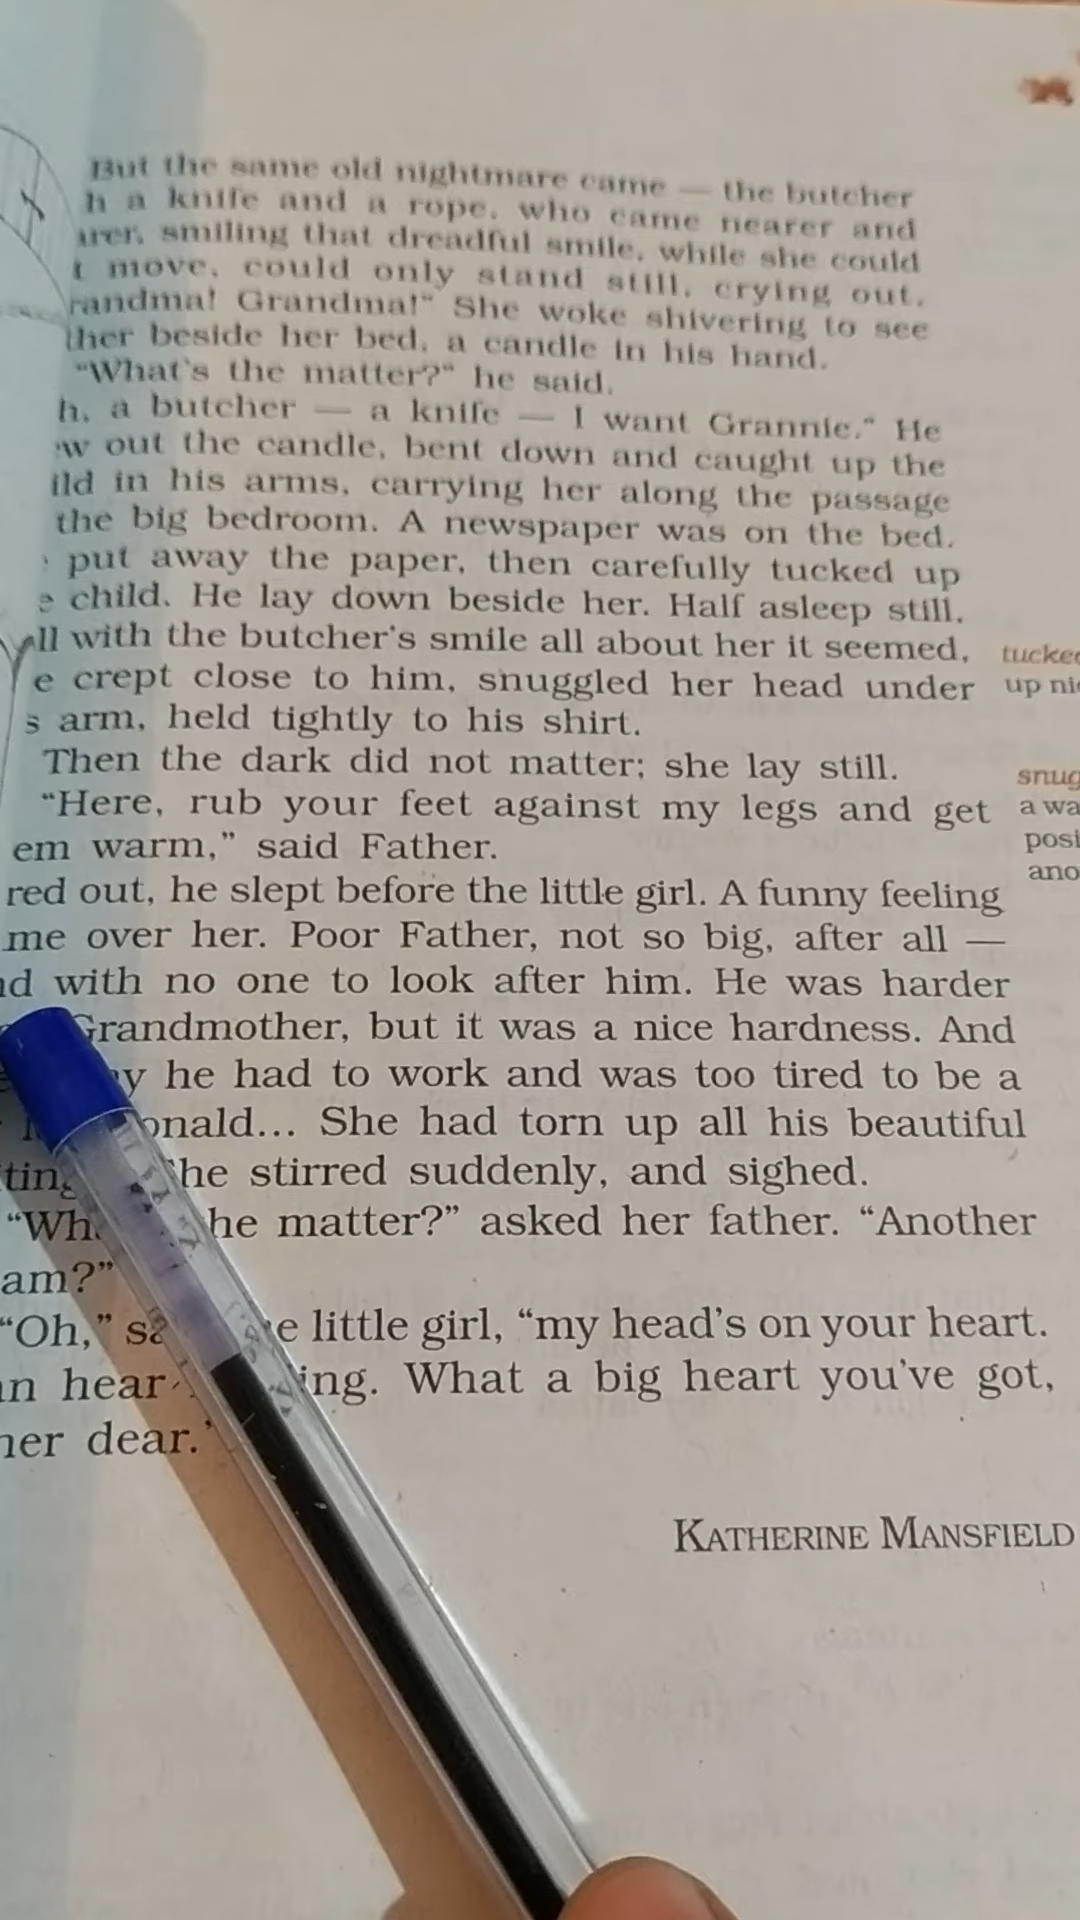 But the same old nightmare came — the butcher
h a knife and a rope, who came nearer and
arer, smiling that dreadful smile, while she could
t move, could only stand still, crying out,
randma! Grandma!" She woke shivering to see
ther beside her bed, a candle in his hand.
"What's the matter?" he said.
h, a butcher — a knife — I want Grannie." He
w out the candle, bent down and caught up the
ild in his arms, carrying her along the passage
the big bedroom. A newspaper was on the bed.
put away the paper, then carefully tucked up
e child. He lay down beside her. Half asleep still,
ll with the butcher's smile all about her it seemed,
e crept close to him, snuggled her head under
s arm, held tightly to his shirt.
Then the dark did not matter; she lay still.
"Here, rub your feet against my legs and get
em warm," said Father.
red out, he slept before the little girl. A funny feeling
me over her. Poor Father, not so big, after all —
nd with no one to look after him. He was harder
Grandmother, but it was a nice hardness. And
y he had to work and was too tired to be a
onald... She had torn up all his beautiful
ting he stirred suddenly, and sighed.
"Wh he matter?" asked her father. "Another
am?"
"Oh," sa e little girl, "my head's on your heart.
an hear ing. What a big heart you've got,
her dear.'
KATHERINE MANSFIELD
tucked
up ni
snug
a wa
posi
ano